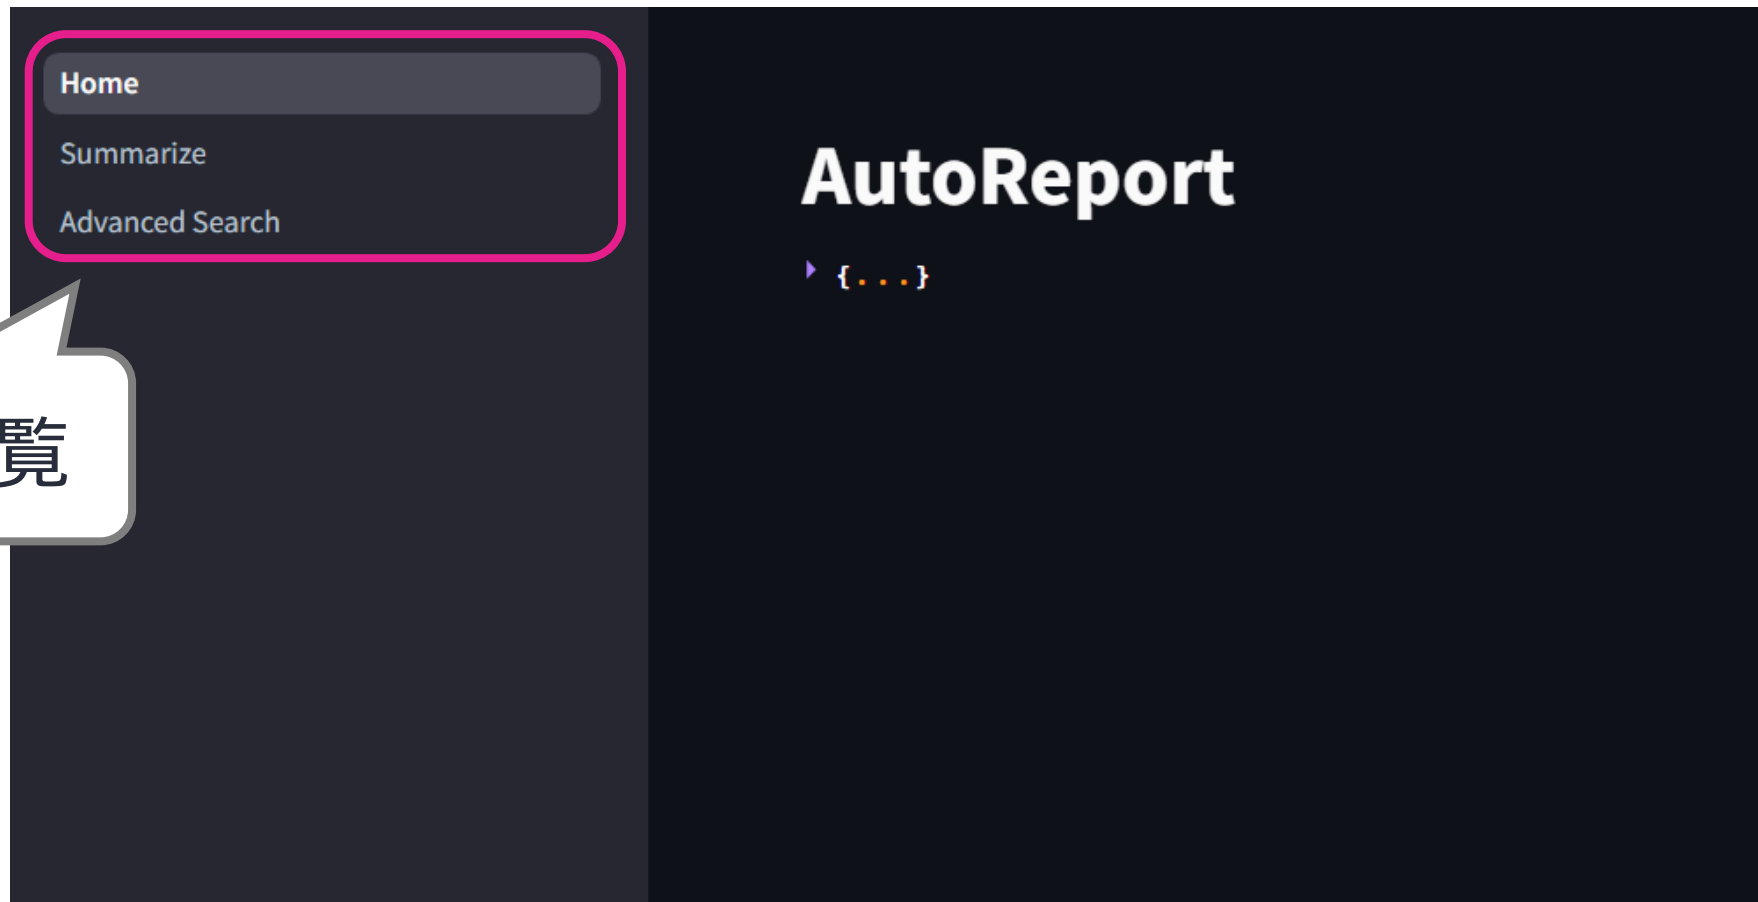 Home
Summarize
Advanced Search
AutoReport
{...}
覧